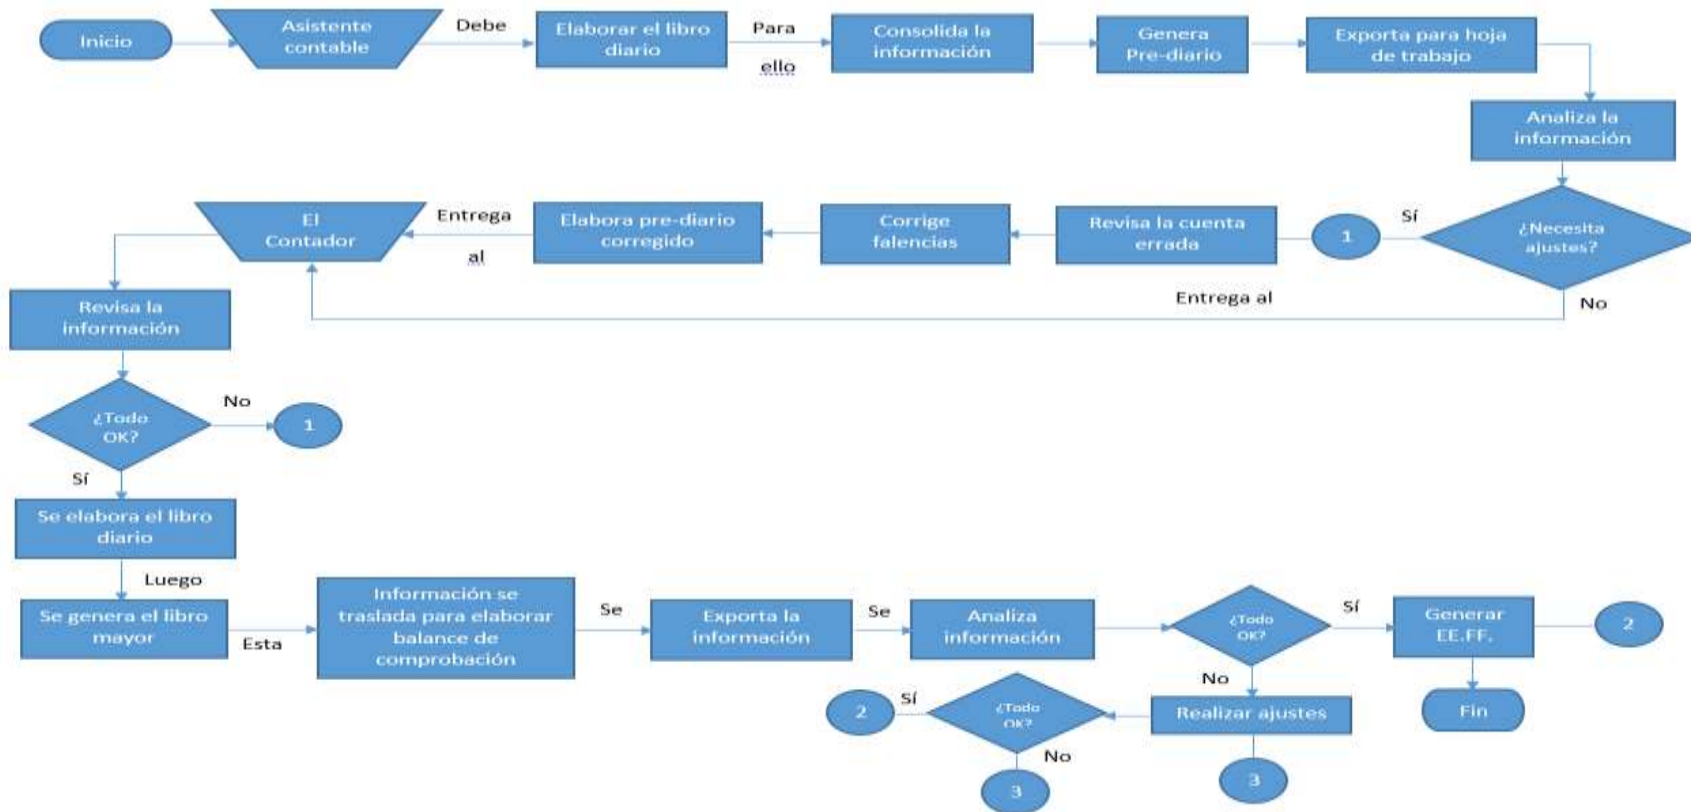 Inicio
Asistente
contable
Debe
Elaborar el libro
diario
Para
ello
Consolida la
información
Genera
Pre-diario
Exporta para hoja
de trabajo
Analiza la
información
¿Necesita
ajustes?
Sí
1
Revisa la cuenta
errada
Corrige
falencias
Elabora pre-diario
corregido
Entrega
al
El
Contador
No
Entrega al
Revisa la
información
¿Todo
OK?
No
1
Sí
Se elabora el libro
diario
Luego
Se genera el libro
mayor
Esta
Información se
traslada para elaborar
balance de
comprobación
Se
Exporta la
información
Se
Analiza
información
¿Todo
OK?
Sí
Generar
EE.FF.
2
Fin
No
Realizar ajustes
3
¿Todo
OK?
Sí
2
No
3